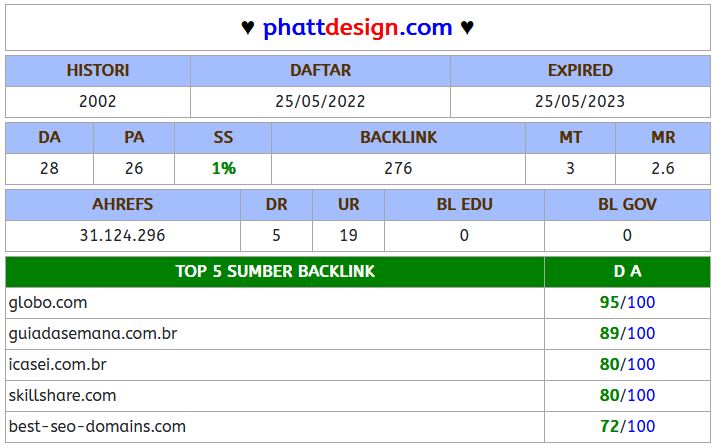 ♥ phattdesign.com ♥
HISTORI DAFTAR EXPIRED
2002 25/05/2022 25/05/2023
DA PA SS BACKLINK MT MR
28 26 1% 276 3 2.6
AHREFS DR UR BL EDU BL GOV
31.124.296 5 19 0 0
TOP 5 SUMBER BACKLINK D A
globo.com 95/100
guiadasemana.com.br 89/100
icasei.com.br 80/100
skillshare.com 80/100
best-seo-domains.com 72/100